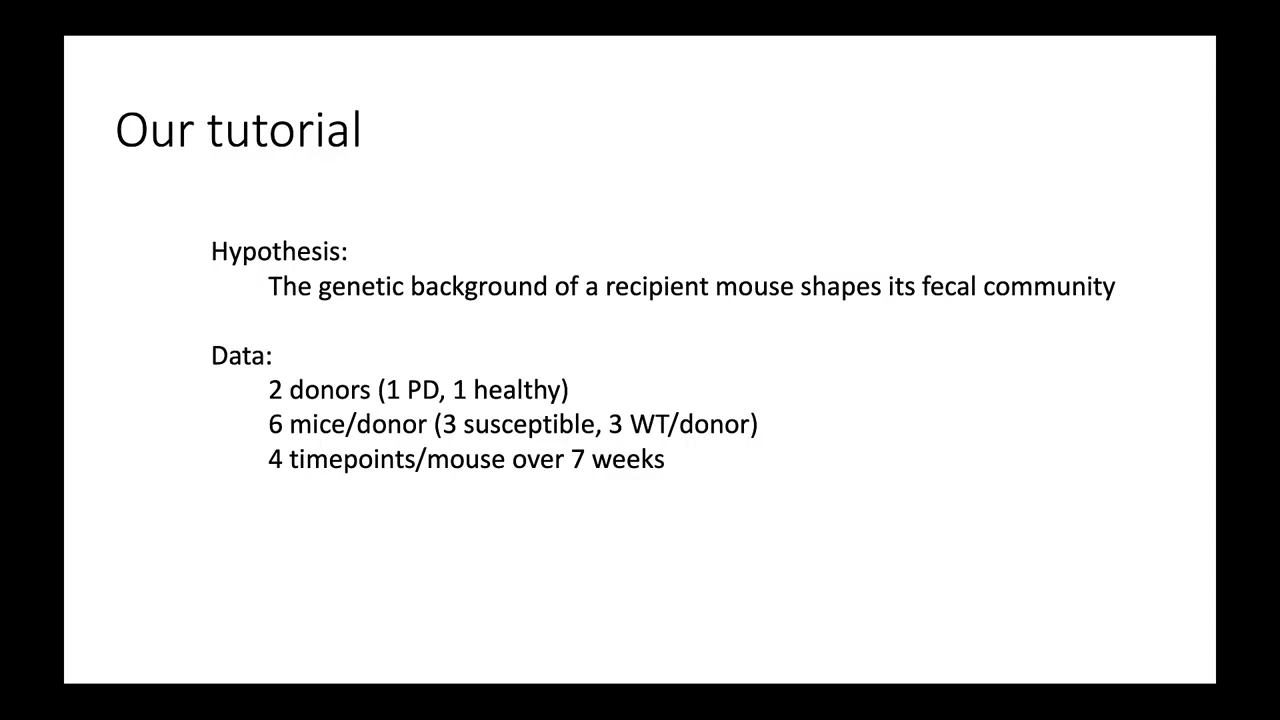 Our tutorial
Hypothesis:
The genetic background of a recipient mouse shapes its fecal community
Data:
2 donors (1 PD, 1 healthy)
6 mice/donor (3 susceptible, 3 WT/donor)
4 timepoints/mouse over 7 weeks